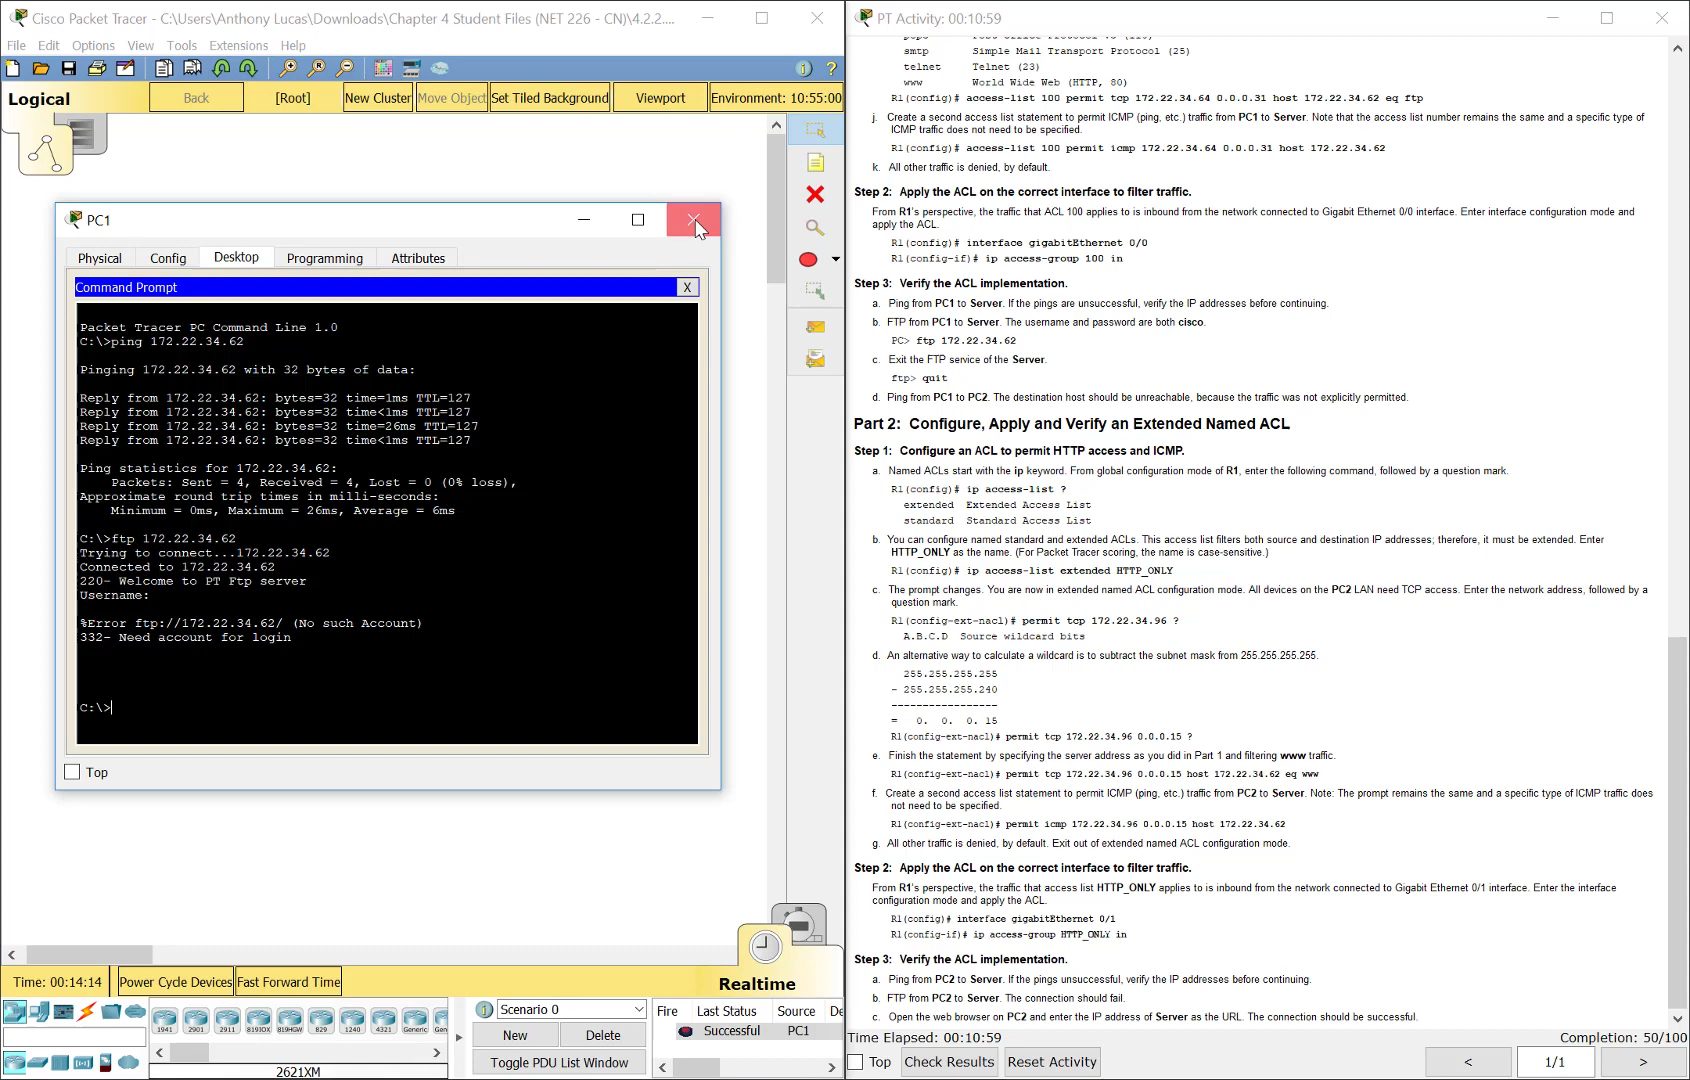 Cisco Packet Tracer - C:\Users\Anthony Lucas\Downloads\Chapter 4 Student Files (NET 226 - CN)\4.2.2....
File Edit Options View Tools Extensions Help
Logical
Back
[Root]
New Cluster
Move Object
Set Tiled Background
Viewport
Environment: 10:55:00
PC1
Physical
Config
Desktop
Programming
Attributes
Command Prompt
X
Packet Tracer PC Command Line 1.0
C:\>ping 172.22.34.62
Pinging 172.22.34.62 with 32 bytes of data:
Reply from 172.22.34.62: bytes=32 time=1ms TTL=127
Reply from 172.22.34.62: bytes=32 time<1ms TTL=127
Reply from 172.22.34.62: bytes=32 time=26ms TTL=127
Reply from 172.22.34.62: bytes=32 time<1ms TTL=127
Ping statistics for 172.22.34.62:
Packets: Sent = 4, Received = 4, Lost = 0 (0% loss),
Approximate round trip times in milli-seconds:
Minimum = 0ms, Maximum = 26ms, Average = 6ms
C:\>ftp 172.22.34.62
Trying to connect...172.22.34.62
Connected to 172.22.34.62
220- Welcome to PT Ftp server
Username:
%Error ftp://172.22.34.62/ (No such Account)
332- Need account for login
C:\>
Top
Time: 00:14:14
Power Cycle Devices
Fast Forward Time
Realtime
1941
2901
2911
819IOX
819HGW
829
1240
4321
Generic
2621XM
Scenario 0
New
Delete
Toggle PDU List Window
Fire
Last Status
Source
De
Successful
PC1
PT Activity: 00:10:59
smtp Simple Mail Transport Protocol (25)
telnet Telnet (23)
www World Wide Web (HTTP, 80)
R1(config)# access-list 100 permit tcp 172.22.34.64 0.0.0.31 host 172.22.34.62 eq ftp
j. Create a second access list statement to permit ICMP (ping, etc.) traffic from PC1 to Server. Note that the access list number remains the same and a specific type of
ICMP traffic does not need to be specified.
R1(config)# access-list 100 permit icmp 172.22.34.64 0.0.0.31 host 172.22.34.62
k. All other traffic is denied, by default.
Step 2: Apply the ACL on the correct interface to filter traffic.
From R1's perspective, the traffic that ACL 100 applies to is inbound from the network connected to Gigabit Ethernet 0/0 interface. Enter interface configuration mode and
apply the ACL.
R1(config)# interface gigabitEthernet 0/0
R1(config-if)# ip access-group 100 in
Step 3: Verify the ACL implementation.
a. Ping from PC1 to Server. If the pings are unsuccessful, verify the IP addresses before continuing.
b. FTP from PC1 to Server. The username and password are both cisco.
PC> ftp 172.22.34.62
c. Exit the FTP service of the Server.
ftp> quit
d. Ping from PC1 to PC2. The destination host should be unreachable, because the traffic was not explicitly permitted.
Part 2: Configure, Apply and Verify an Extended Named ACL
Step 1: Configure an ACL to permit HTTP access and ICMP.
a. Named ACLs start with the ip keyword. From global configuration mode of R1, enter the following command, followed by a question mark.
R1(config)# ip access-list ?
extended Extended Access List
standard Standard Access List
b. You can configure named standard and extended ACLs. This access list filters both source and destination IP addresses; therefore, it must be extended. Enter
HTTP_ONLY as the name. (For Packet Tracer scoring, the name is case-sensitive.)
R1(config)# ip access-list extended HTTP_ONLY
c. The prompt changes. You are now in extended named ACL configuration mode. All devices on the PC2 LAN need TCP access. Enter the network address, followed by a
question mark.
R1(config-ext-nacl)# permit tcp 172.22.34.96 ?
A.B.C.D Source wildcard bits
d. An alternative way to calculate a wildcard is to subtract the subnet mask from 255.255.255.255.
255.255.255.255
- 255.255.255.240
-----------------
= 0. 0. 0. 15
R1(config-ext-nacl)# permit tcp 172.22.34.96 0.0.0.15 ?
e. Finish the statement by specifying the server address as you did in Part 1 and filtering www traffic.
R1(config-ext-nacl)# permit tcp 172.22.34.96 0.0.0.15 host 172.22.34.62 eq www
f. Create a second access list statement to permit ICMP (ping, etc.) traffic from PC2 to Server. Note: The prompt remains the same and a specific type of ICMP traffic does
not need to be specified.
R1(config-ext-nacl)# permit icmp 172.22.34.96 0.0.0.15 host 172.22.34.62
g. All other traffic is denied, by default. Exit out of extended named ACL configuration mode.
Step 2: Apply the ACL on the correct interface to filter traffic.
From R1's perspective, the traffic that access list HTTP_ONLY applies to is inbound from the network connected to Gigabit Ethernet 0/1 interface. Enter the interface
configuration mode and apply the ACL.
R1(config)# interface gigabitEthernet 0/1
R1(config-if)# ip access-group HTTP_ONLY in
Step 3: Verify the ACL implementation.
a. Ping from PC2 to Server. If the pings unsuccessful, verify the IP addresses before continuing.
b. FTP from PC2 to Server. The connection should fail.
c. Open the web browser on PC2 and enter the IP address of Server as the URL. The connection should be successful.
Time Elapsed: 00:10:59
Completion: 50/100
Top
Check Results
Reset Activity
<
1/1
>